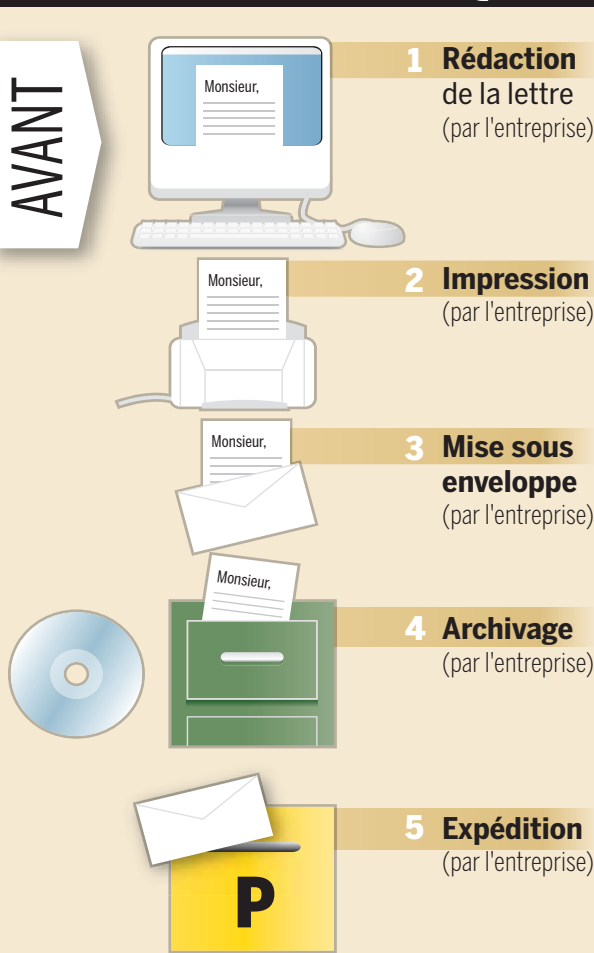 AVANT
Monsieur,
1 Rédaction
de la lettre
(par l'entreprise)
Monsieur,
2 Impression
(par l'entreprise)
Monsieur,
3 Mise sous
enveloppe
(par l'entreprise)
Monsieur,
4 Archivage
(par l'entreprise)
5 Expédition
(par l'entreprise)
P